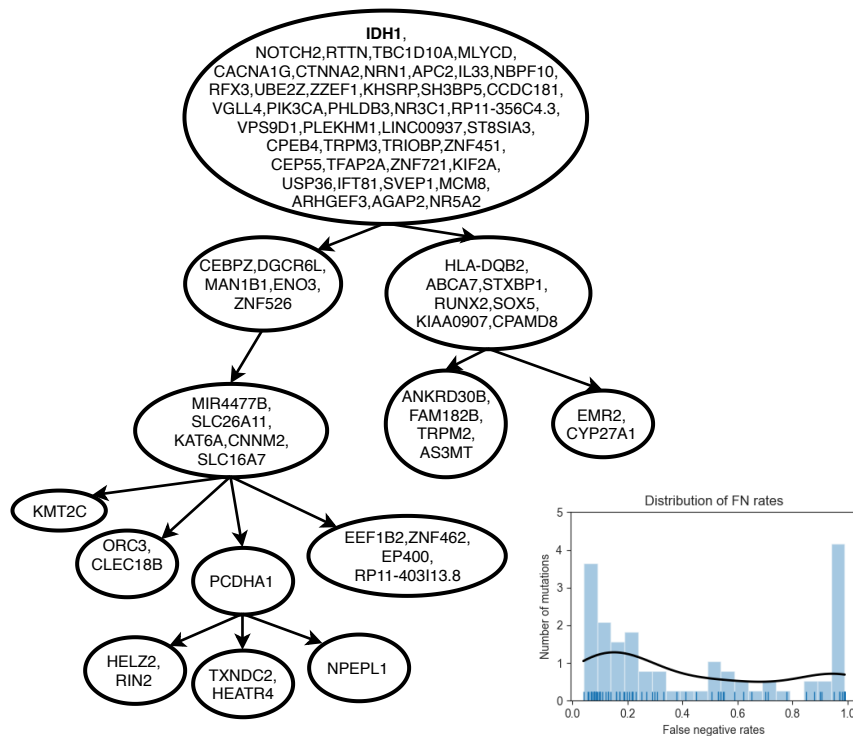 IDH1,
NOTCH2,RTTN,TBC1D10A,MLYCD,
CACNA1G,CTNNA2,NRN1,APC2,IL33,NBPF10,
RFX3,UBE2Z,ZZEF1,KHSRP,SH3BP5,CCDC181,
VGLL4,PIK3CA,PHLDB3,NR3C1,RP11-356C4.3,
VPS9D1,PLEKHM1,LINC00937,ST8SIA3,
CPEB4,TRPM3,TRIOBP,ZNF451,
CEP55,TFAP2A,ZNF721,KIF2A,
USP36,IFT81,SVEP1,MCM8,
ARHGEF3,AGAP2,NR5A2
CEBPZ,DGCR6L,
MAN1B1,ENO3,
ZNF526
HLA-DQB2,
ABCA7,STXBP1,
RUNX2,SOX5,
KIAA0907,CPAMD8
MIR4477B,
SLC26A11,
KAT6A,CNNM2,
SLC16A7
ANKRD30B,
FAM182B,
TRPM2,
AS3MT
EMR2,
CYP27A1
KMT2C
ORC3,
CLEC18B
PCDHA1
EEF1B2,ZNF462,
EP400,
RP11-403I13.8
HELZ2,
RIN2
TXNDC2,
HEATR4
NPEPL1
Distribution of FN rates
Number of mutations
5
4
3
2
1
0
0.0 0.2 0.4 0.6 0.8 1.0
False negative rates